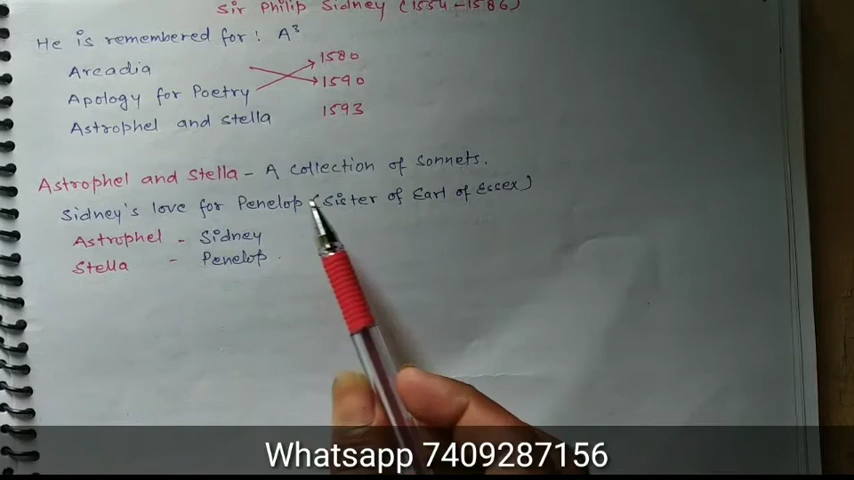 Sir Philip Sidney (1554-1586)
He is remembered for: A³
Arcadia 1580
Apology for Poetry 1590
Astrophel and stella 1593
Astrophel and Stella - A collection of sonnets.
Sidney's love for Penelop (sister of Earl of Essex)
Astrophel - Sidney
Stella - Penelop.
Whatsapp 7409287156